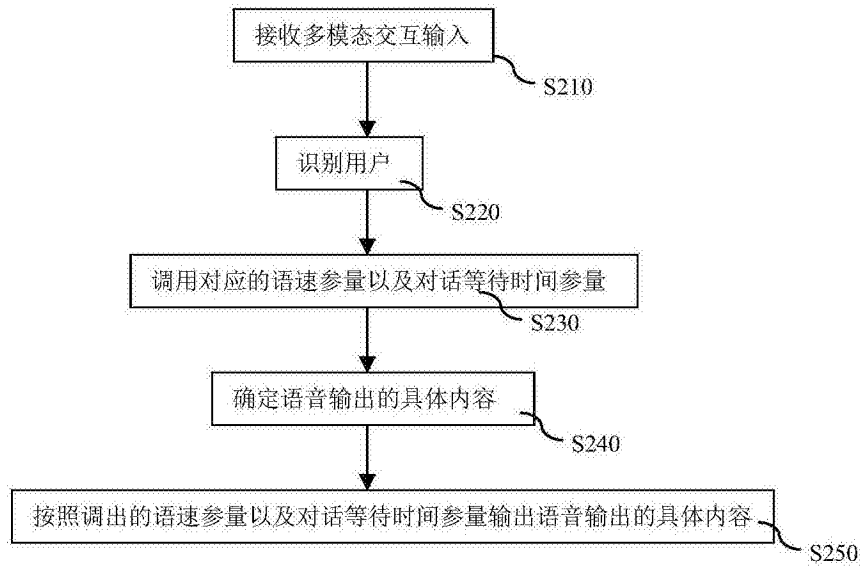 接收多模态交互输入
S210
识别用户
S220
调用对应的语速参量以及对话等待时间参量
S230
确定语音输出的具体内容
S240
按照调出的语速参量以及对话等待时间参量输出语音输出的具体内容
S250